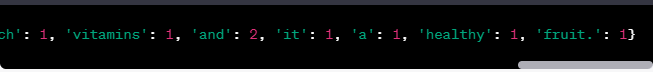 ch': 1, 'vitamins': 1, 'and': 2, 'it': 1, 'a': 1, 'healthy': 1, 'fruit.': 1}